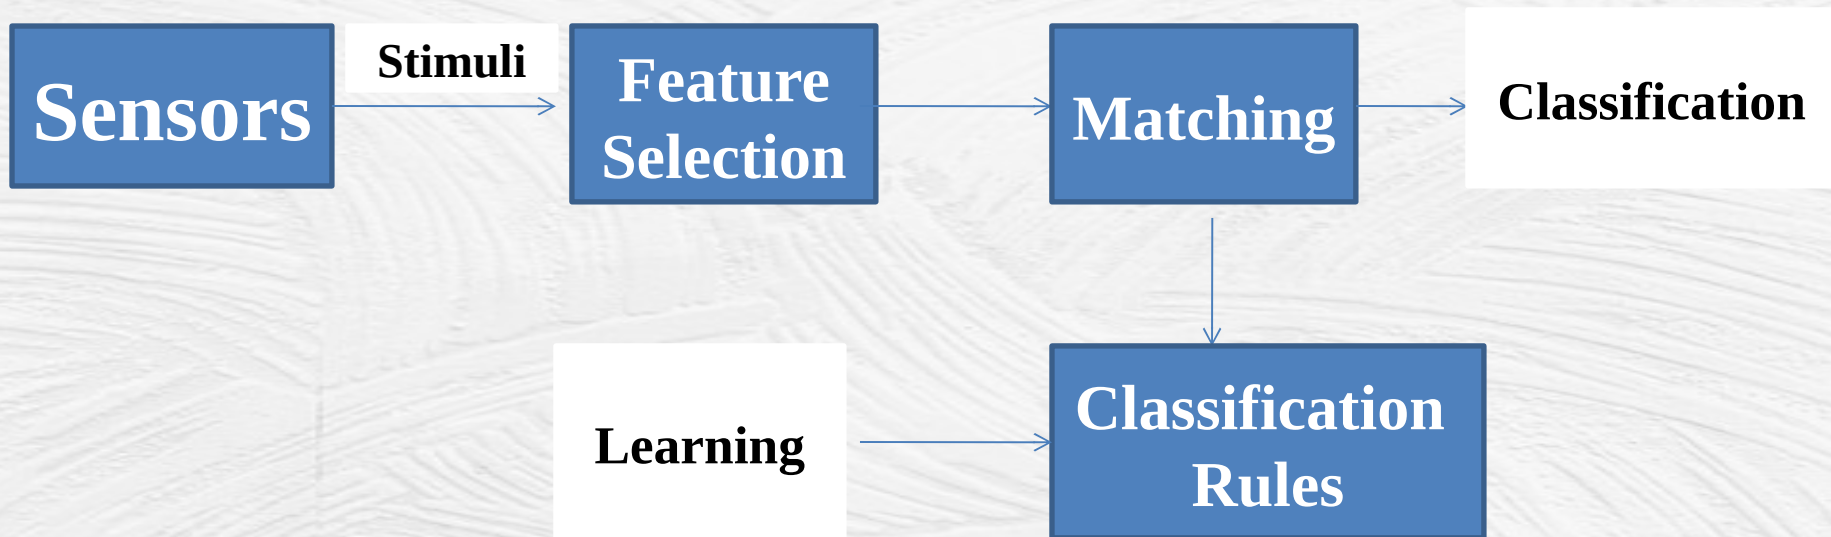 Sensors
Stimuli
Feature
Selection
Matching
Classification
Learning
Classification
Rules